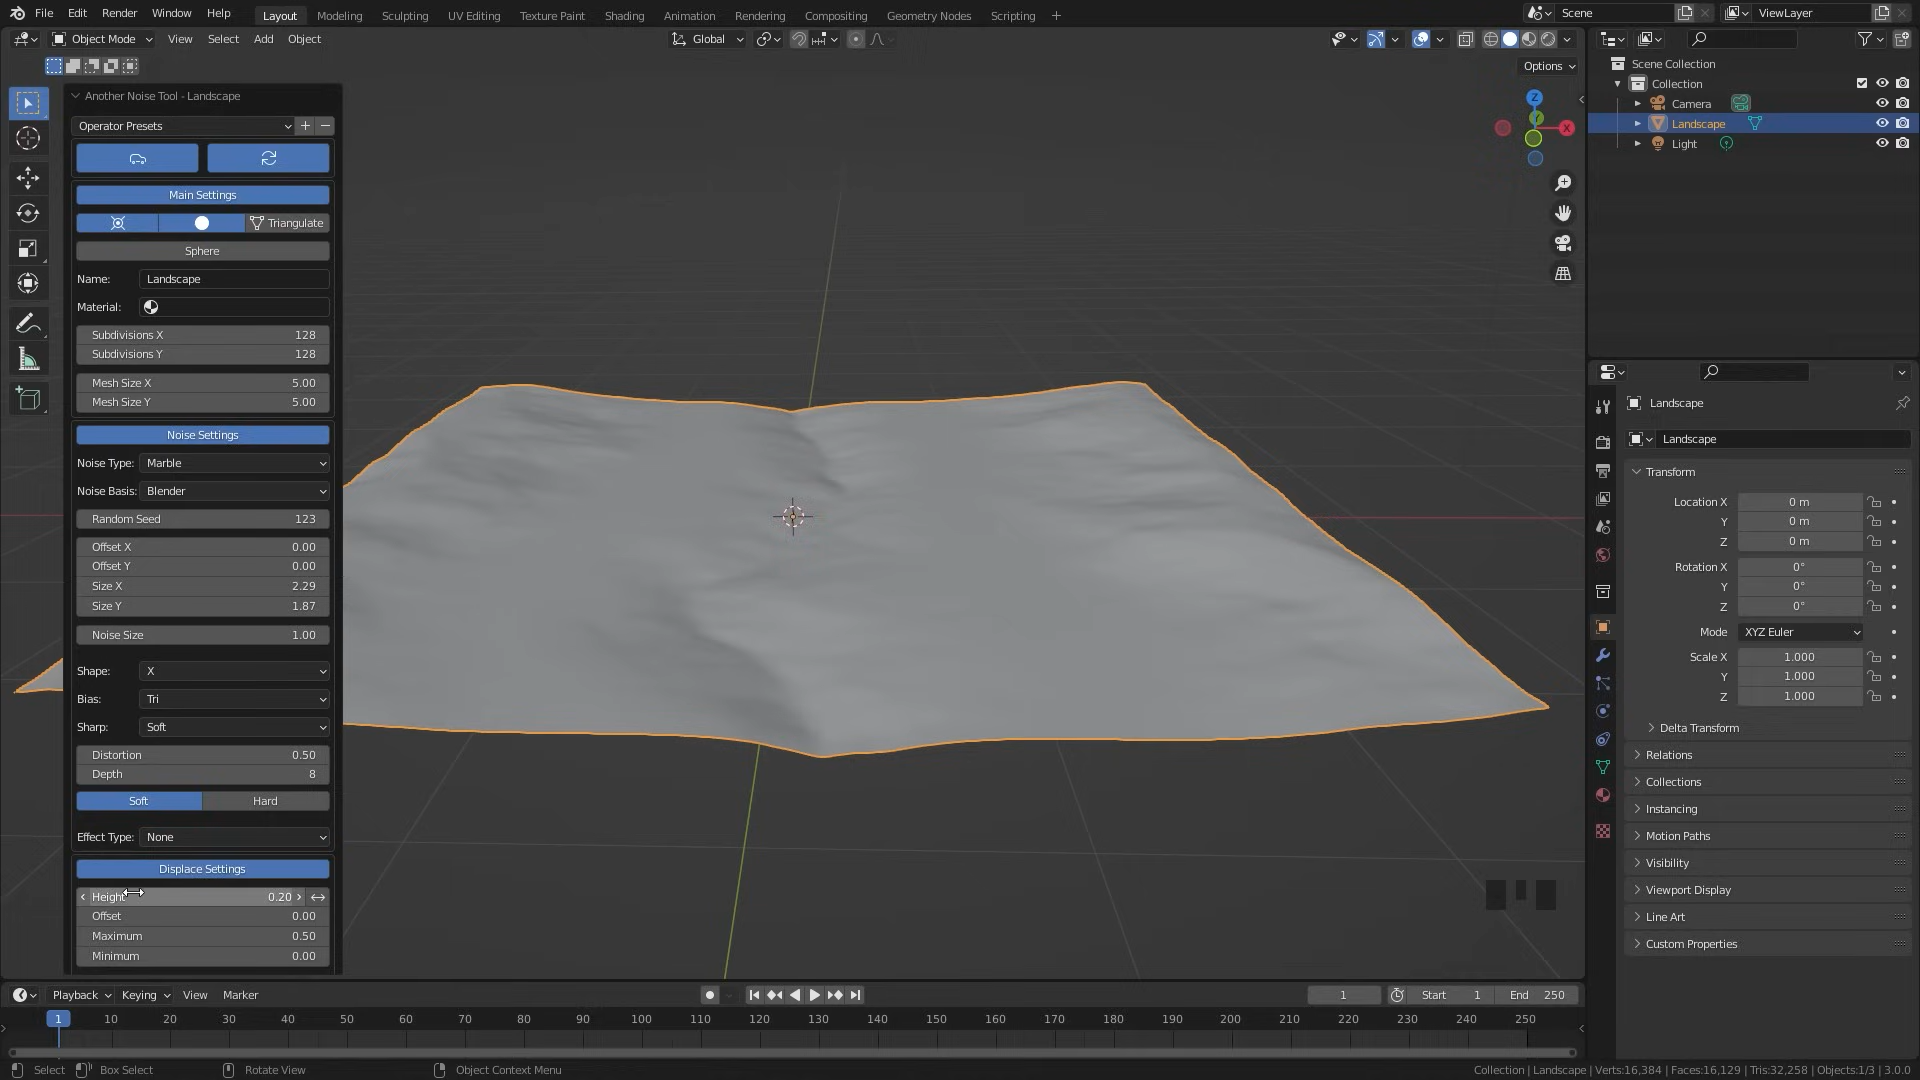 File Edit Render Window Help Layout Modeling Sculpting UV Editing Texture Paint Shading Animation Rendering Compositing Geometry Nodes Scripting + Scene ViewLayer
Object Mode View Select Add Object Global
Options
Another Noise Tool - Landscape
Operator Presets + −
Main Settings
Triangulate
Sphere
Name: Landscape
Material:
Subdivisions X 128
Subdivisions Y 128
Mesh Size X 5.00
Mesh Size Y 5.00
Noise Settings
Noise Type: Marble
Noise Basis: Blender
Random Seed 123
Offset X 0.00
Offset Y 0.00
Size X 2.29
Size Y 1.87
Noise Size 1.00
Shape: X
Bias: Tri
Sharp: Soft
Distortion 0.50
Depth 8
Soft Hard
Effect Type: None
Displace Settings
Height 0.20
Offset 0.00
Maximum 0.50
Minimum 0.00
Z
X
Scene Collection
Collection
Camera
Landscape
Light
Landscape
Landscape
Transform
Location X 0 m
Y 0 m
Z 0 m
Rotation X 0°
Y 0°
Z 0°
Mode XYZ Euler
Scale X 1.000
Y 1.000
Z 1.000
Delta Transform
Relations
Collections
Instancing
Motion Paths
Visibility
Viewport Display
Line Art
Custom Properties
Playback Keying View Marker 1 Start 1 End 250
1 10 20 30 40 50 60 70 80 90 100 110 120 130 140 150 160 170 180 190 200 210 220 230 240 250
Select Box Select Rotate View Object Context Menu Collection | Landscape | Verts:16,384 | Faces:16,129 | Tris:32,258 | Objects:1/3 | 3.0.0